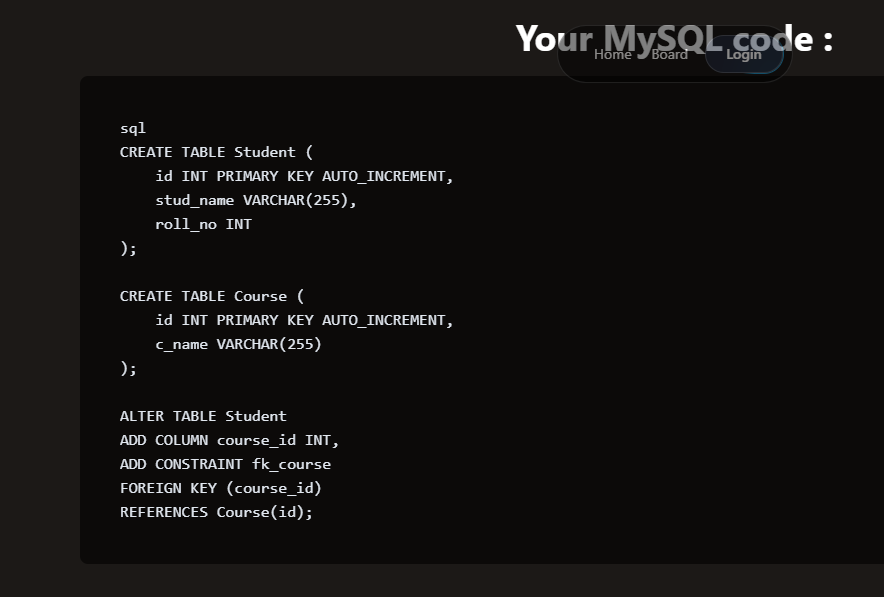 Your MySQL code :
Home Board Login
sql
CREATE TABLE Student (
    id INT PRIMARY KEY AUTO_INCREMENT,
    stud_name VARCHAR(255),
    roll_no INT
);
CREATE TABLE Course (
    id INT PRIMARY KEY AUTO_INCREMENT,
    c_name VARCHAR(255)
);
ALTER TABLE Student
ADD COLUMN course_id INT,
ADD CONSTRAINT fk_course
FOREIGN KEY (course_id)
REFERENCES Course(id);